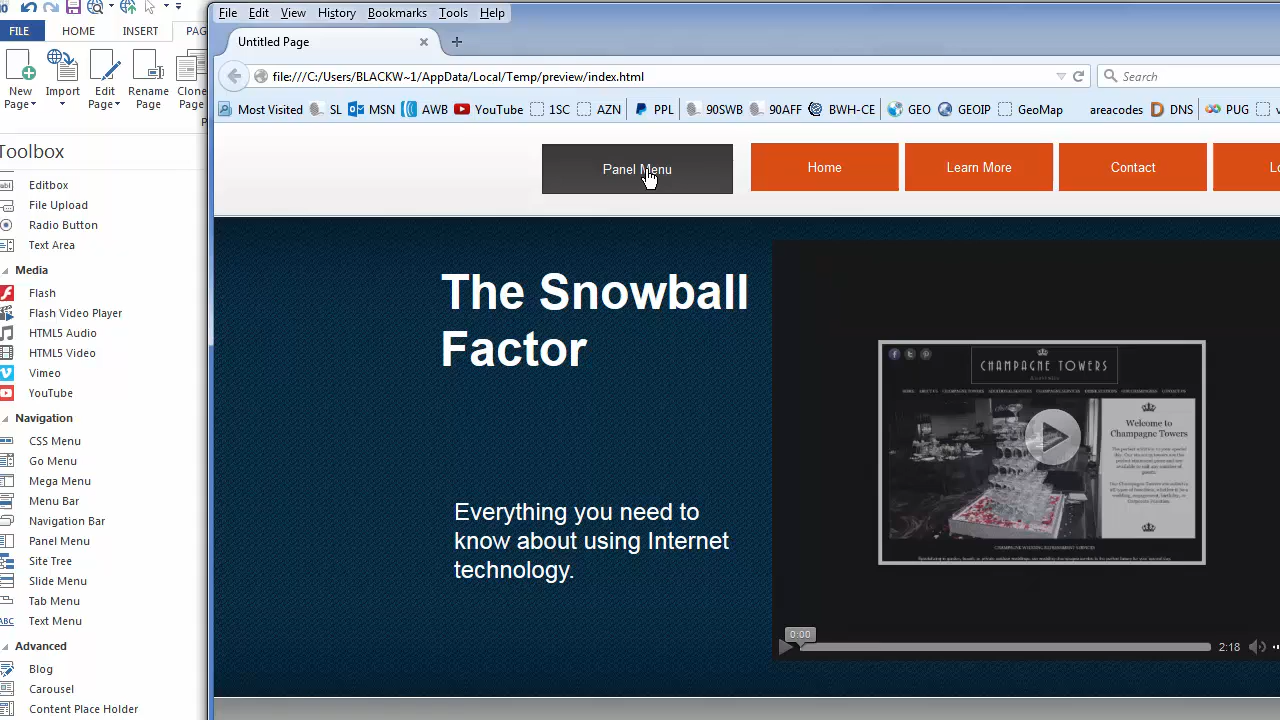 File Edit View History Bookmarks Tools Help
FILE HOME INSERT PAG
Untitled Page
file:///C:/Users/BLACKW~1/AppData/Local/Temp/preview/index.html
Search
New Page
Import
Edit Page
Rename Page
Clone Page
Most Visited SL MSN AWB YouTube 1SC AZN PPL 90SWB 90AFF BWH-CE GEO GEOIP GeoMap areacodes DNS PUG
Toolbox
Panel Menu
Home
Learn More
Contact
Lo
Editbox
File Upload
Radio Button
Text Area
Media
Flash
Flash Video Player
HTML5 Audio
HTML5 Video
Vimeo
YouTube
Navigation
CSS Menu
Go Menu
Mega Menu
Menu Bar
Navigation Bar
Panel Menu
Site Tree
Slide Menu
Tab Menu
ABC Text Menu
Advanced
Blog
Carousel
Content Place Holder
The Snowball
Factor
Everything you need to
know about using Internet
technology.
CHAMPAGNE TOWERS
Welcome to
Champagne Towers
0:00
2:18